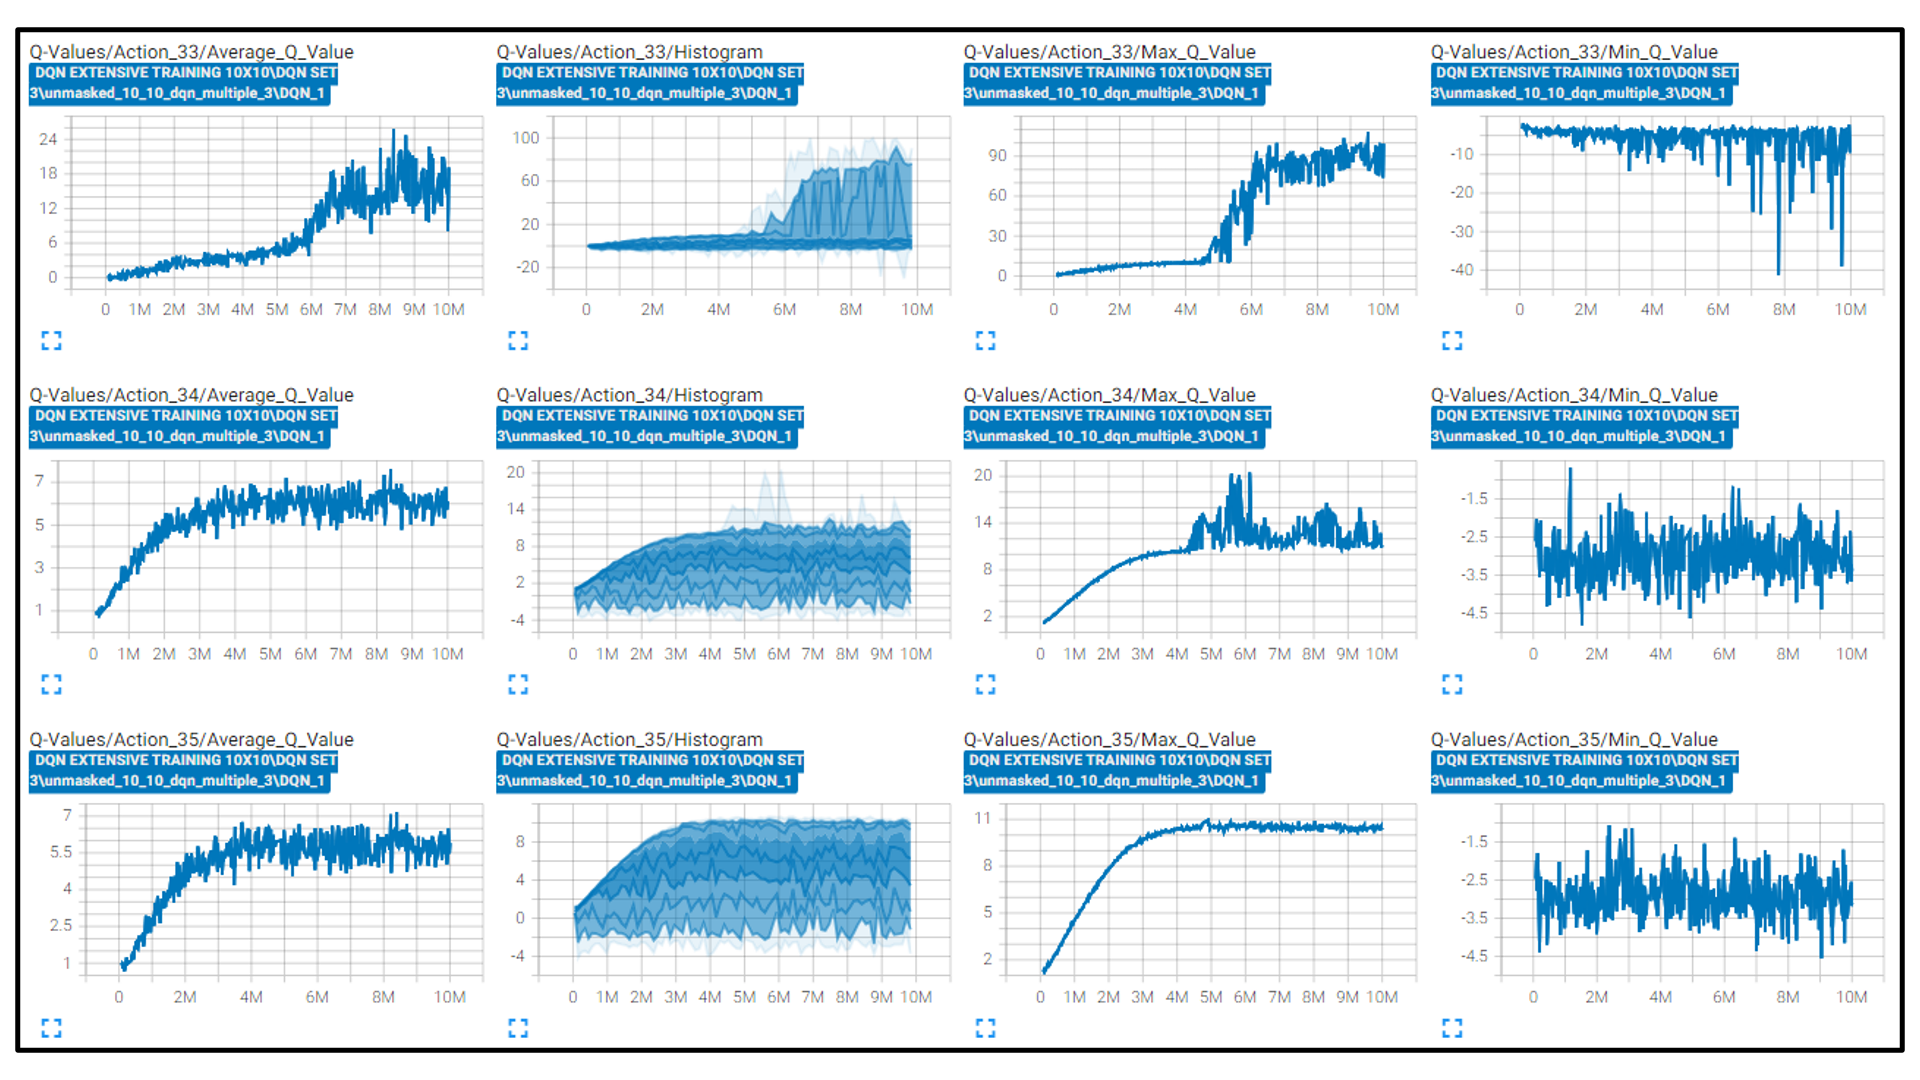 Q-Values/Action_33/Average_Q_Value
DQN EXTENSIVE TRAINING 10X10\DQN SET
3\unmasked_10_10_dqn_multiple_3\DQN_1
24
18
12
6
0
0 1M 2M 3M 4M 5M 6M 7M 8M 9M 10M
Q-Values/Action_33/Histogram
DQN EXTENSIVE TRAINING 10X10\DQN SET
3\unmasked_10_10_dqn_multiple_3\DQN_1
100
60
20
-20
0 2M 4M 6M 8M 10M
Q-Values/Action_33/Max_Q_Value
DQN EXTENSIVE TRAINING 10X10\DQN SET
3\unmasked_10_10_dqn_multiple_3\DQN_1
90
60
30
0
0 2M 4M 6M 8M 10M
Q-Values/Action_33/Min_Q_Value
DQN EXTENSIVE TRAINING 10X10\DQN SET
3\unmasked_10_10_dqn_multiple_3\DQN_1
-10
-20
-30
-40
0 2M 4M 6M 8M 10M
Q-Values/Action_34/Average_Q_Value
DQN EXTENSIVE TRAINING 10X10\DQN SET
3\unmasked_10_10_dqn_multiple_3\DQN_1
7
5
3
1
0 1M 2M 3M 4M 5M 6M 7M 8M 9M 10M
Q-Values/Action_34/Histogram
DQN EXTENSIVE TRAINING 10X10\DQN SET
3\unmasked_10_10_dqn_multiple_3\DQN_1
20
14
8
2
-4
0 1M 2M 3M 4M 5M 6M 7M 8M 9M 10M
Q-Values/Action_34/Max_Q_Value
DQN EXTENSIVE TRAINING 10X10\DQN SET
3\unmasked_10_10_dqn_multiple_3\DQN_1
20
14
8
2
0 1M 2M 3M 4M 5M 6M 7M 8M 9M 10M
Q-Values/Action_34/Min_Q_Value
DQN EXTENSIVE TRAINING 10X10\DQN SET
3\unmasked_10_10_dqn_multiple_3\DQN_1
-1.5
-2.5
-3.5
-4.5
0 2M 4M 6M 8M 10M
Q-Values/Action_35/Average_Q_Value
DQN EXTENSIVE TRAINING 10X10\DQN SET
3\unmasked_10_10_dqn_multiple_3\DQN_1
7
5.5
4
2.5
1
0 2M 4M 6M 8M 10M
Q-Values/Action_35/Histogram
DQN EXTENSIVE TRAINING 10X10\DQN SET
3\unmasked_10_10_dqn_multiple_3\DQN_1
8
4
0
-4
0 1M 2M 3M 4M 5M 6M 7M 8M 9M 10M
Q-Values/Action_35/Max_Q_Value
DQN EXTENSIVE TRAINING 10X10\DQN SET
3\unmasked_10_10_dqn_multiple_3\DQN_1
11
8
5
2
0 1M 2M 3M 4M 5M 6M 7M 8M 9M 10M
Q-Values/Action_35/Min_Q_Value
DQN EXTENSIVE TRAINING 10X10\DQN SET
3\unmasked_10_10_dqn_multiple_3\DQN_1
-1.5
-2.5
-3.5
-4.5
0 2M 4M 6M 8M 10M